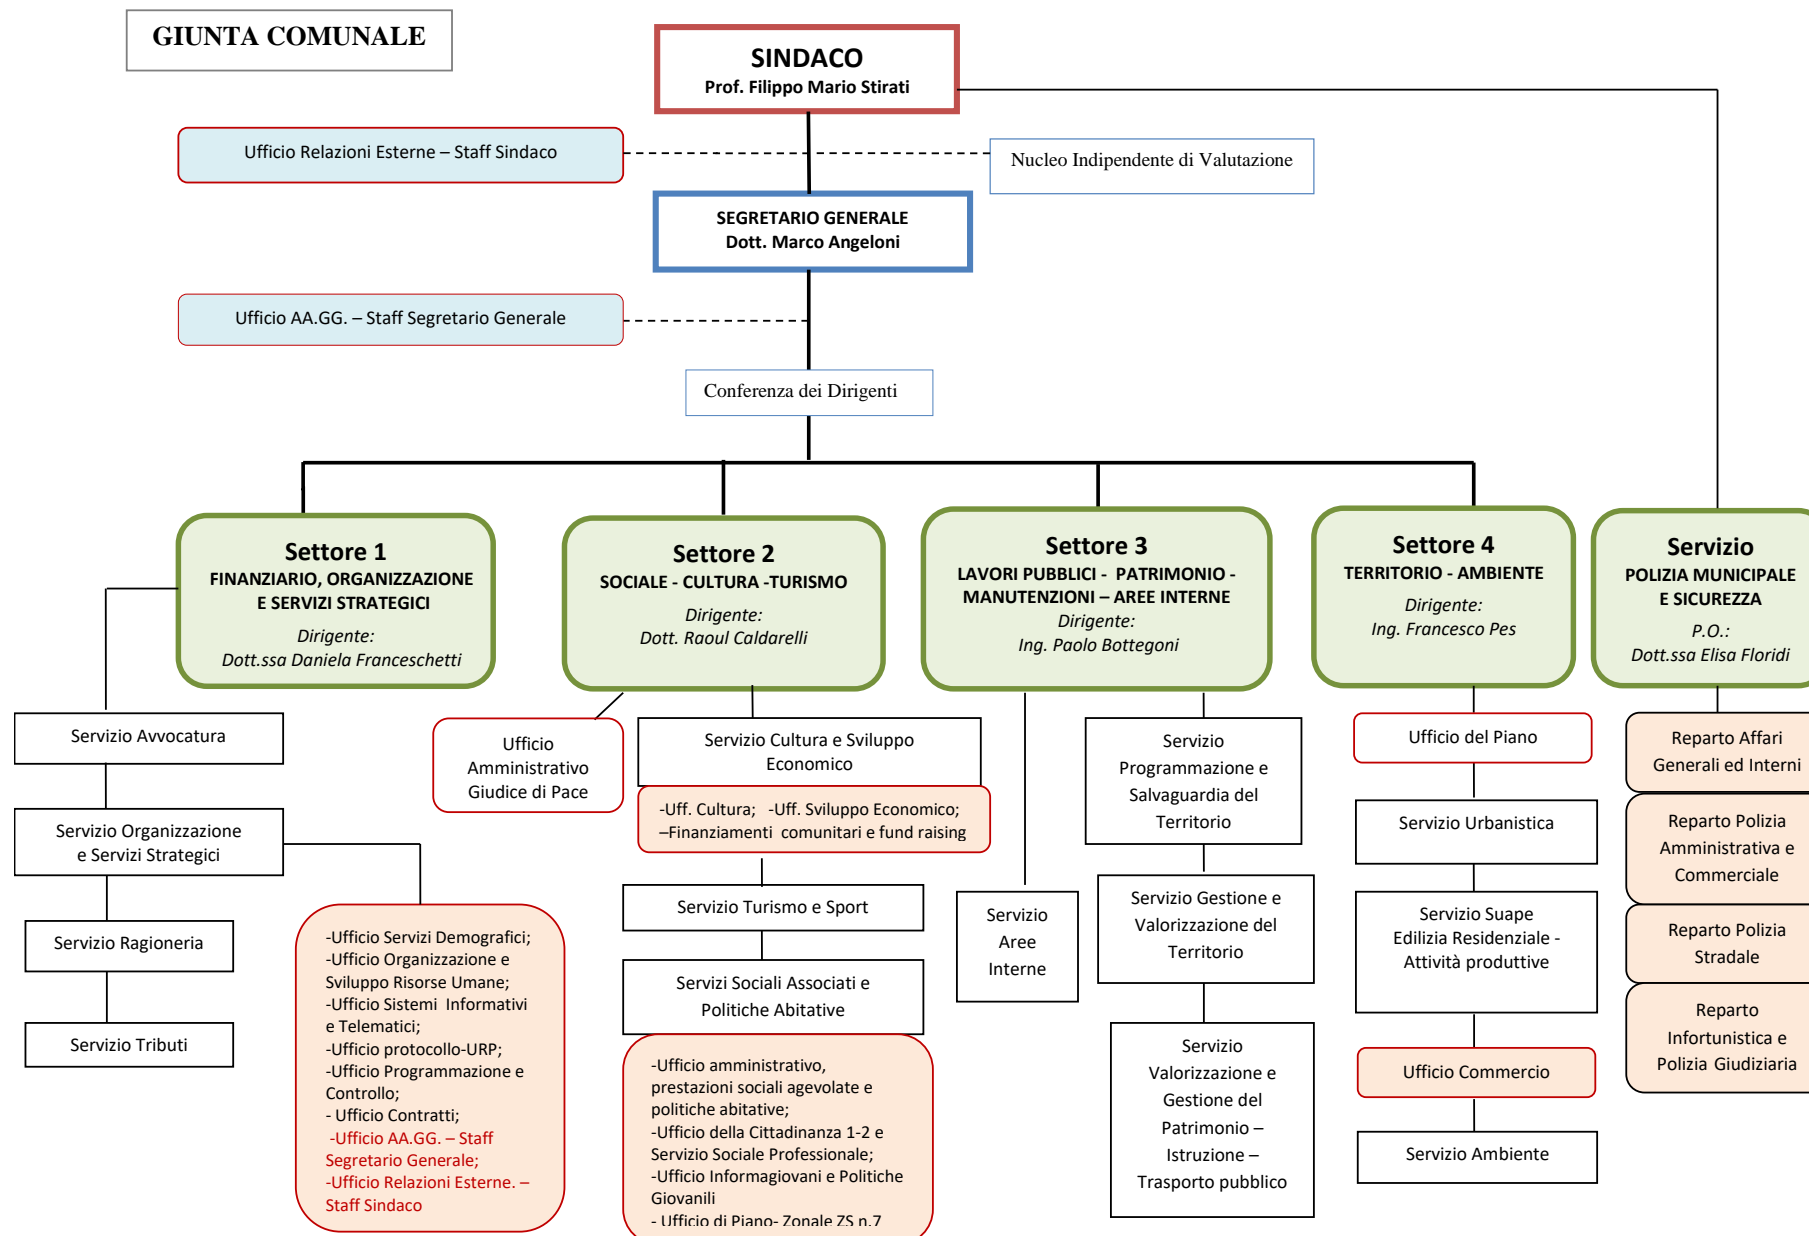 GIUNTA COMUNALE
SINDACO
Prof. Filippo Mario Stirati
Ufficio Relazioni Esterne – Staff Sindaco
Nucleo Indipendente di Valutazione
SEGRETARIO GENERALE
Dott. Marco Angeloni
Ufficio AA.GG. – Staff Segretario Generale
Conferenza dei Dirigenti
Settore 1
FINANZIARIO, ORGANIZZAZIONE
E SERVIZI STRATEGICI
Dirigente:
Dott.ssa Daniela Franceschetti
Settore 2
SOCIALE - CULTURA -TURISMO
Dirigente:
Dott. Raoul Caldarelli
Settore 3
LAVORI PUBBLICI - PATRIMONIO -
MANUTENZIONI – AREE INTERNE
Dirigente:
Ing. Paolo Bottegoni
Settore 4
TERRITORIO - AMBIENTE
Dirigente:
Ing. Francesco Pes
Servizio
POLIZIA MUNICIPALE
E SICUREZZA
P.O.:
Dott.ssa Elisa Floridi
Servizio Avvocatura
Servizio Organizzazione
e Servizi Strategici
Servizio Ragioneria
Servizio Tributi
-Ufficio Servizi Demografici;
-Ufficio Organizzazione e
Sviluppo Risorse Umane;
-Ufficio Sistemi Informativi
e Telematici;
-Ufficio protocollo-URP;
-Ufficio Programmazione e
Controllo;
- Ufficio Contratti;
-Ufficio AA.GG. – Staff
Segretario Generale;
-Ufficio Relazioni Esterne. –
Staff Sindaco
Ufficio
Amministrativo
Giudice di Pace
Servizio Cultura e Sviluppo
Economico
-Uff. Cultura; -Uff. Sviluppo Economico;
–Finanziamenti comunitari e fund raising
Servizio Turismo e Sport
Servizi Sociali Associati e
Politiche Abitative
-Ufficio amministrativo,
prestazioni sociali agevolate e
politiche abitative;
-Ufficio della Cittadinanza 1-2 e
Servizio Sociale Professionale;
-Ufficio Informagiovani e Politiche
Giovanili
- Ufficio di Piano- Zonale ZS n.7
Servizio
Aree
Interne
Servizio
Programmazione e
Salvaguardia del
Territorio
Servizio Gestione e
Valorizzazione del
Territorio
Servizio
Valorizzazione e
Gestione del
Patrimonio –
Istruzione –
Trasporto pubblico
Ufficio del Piano
Servizio Urbanistica
Servizio Suape
Edilizia Residenziale -
Attività produttive
Ufficio Commercio
Servizio Ambiente
Reparto Affari
Generali ed Interni
Reparto Polizia
Amministrativa e
Commerciale
Reparto Polizia
Stradale
Reparto
Infortunistica e
Polizia Giudiziaria